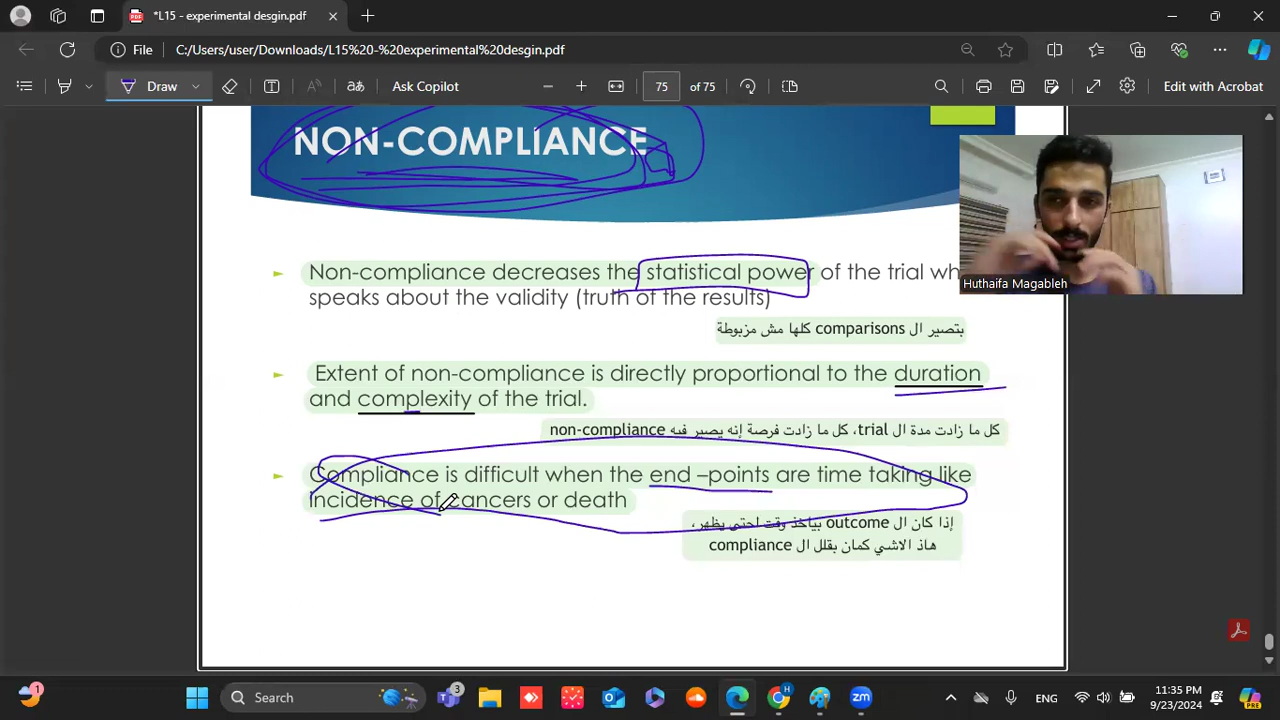 *L15 - experimental desgin.pdf
File
C:/Users/user/Downloads/L15%20-%20experimental%20desgin.pdf
Draw
Ask Copilot
75
of 75
Edit with Acrobat
NON-COMPLIANCE
Non-compliance decreases the statistical power of the trial wh
speaks about the validity (truth of the results)
بتصير ال comparisons كلها مش مزبوطة
Extent of non-compliance is directly proportional to the duration
and complexity of the trial.
كل ما زادت مدة ال trial، كل ما زادت فرصة إنه يصير فيه non-compliance
Compliance is difficult when the end –points are time taking like
incidence of cancers or death
إذا كان ال outcome بياخذ وقت لحتى يظهر،
هاذ الاشي كمان بقلل ال compliance
Huthaifa Magableh
1
Search
3
ENG
11:35 PM
9/23/2024
PRE